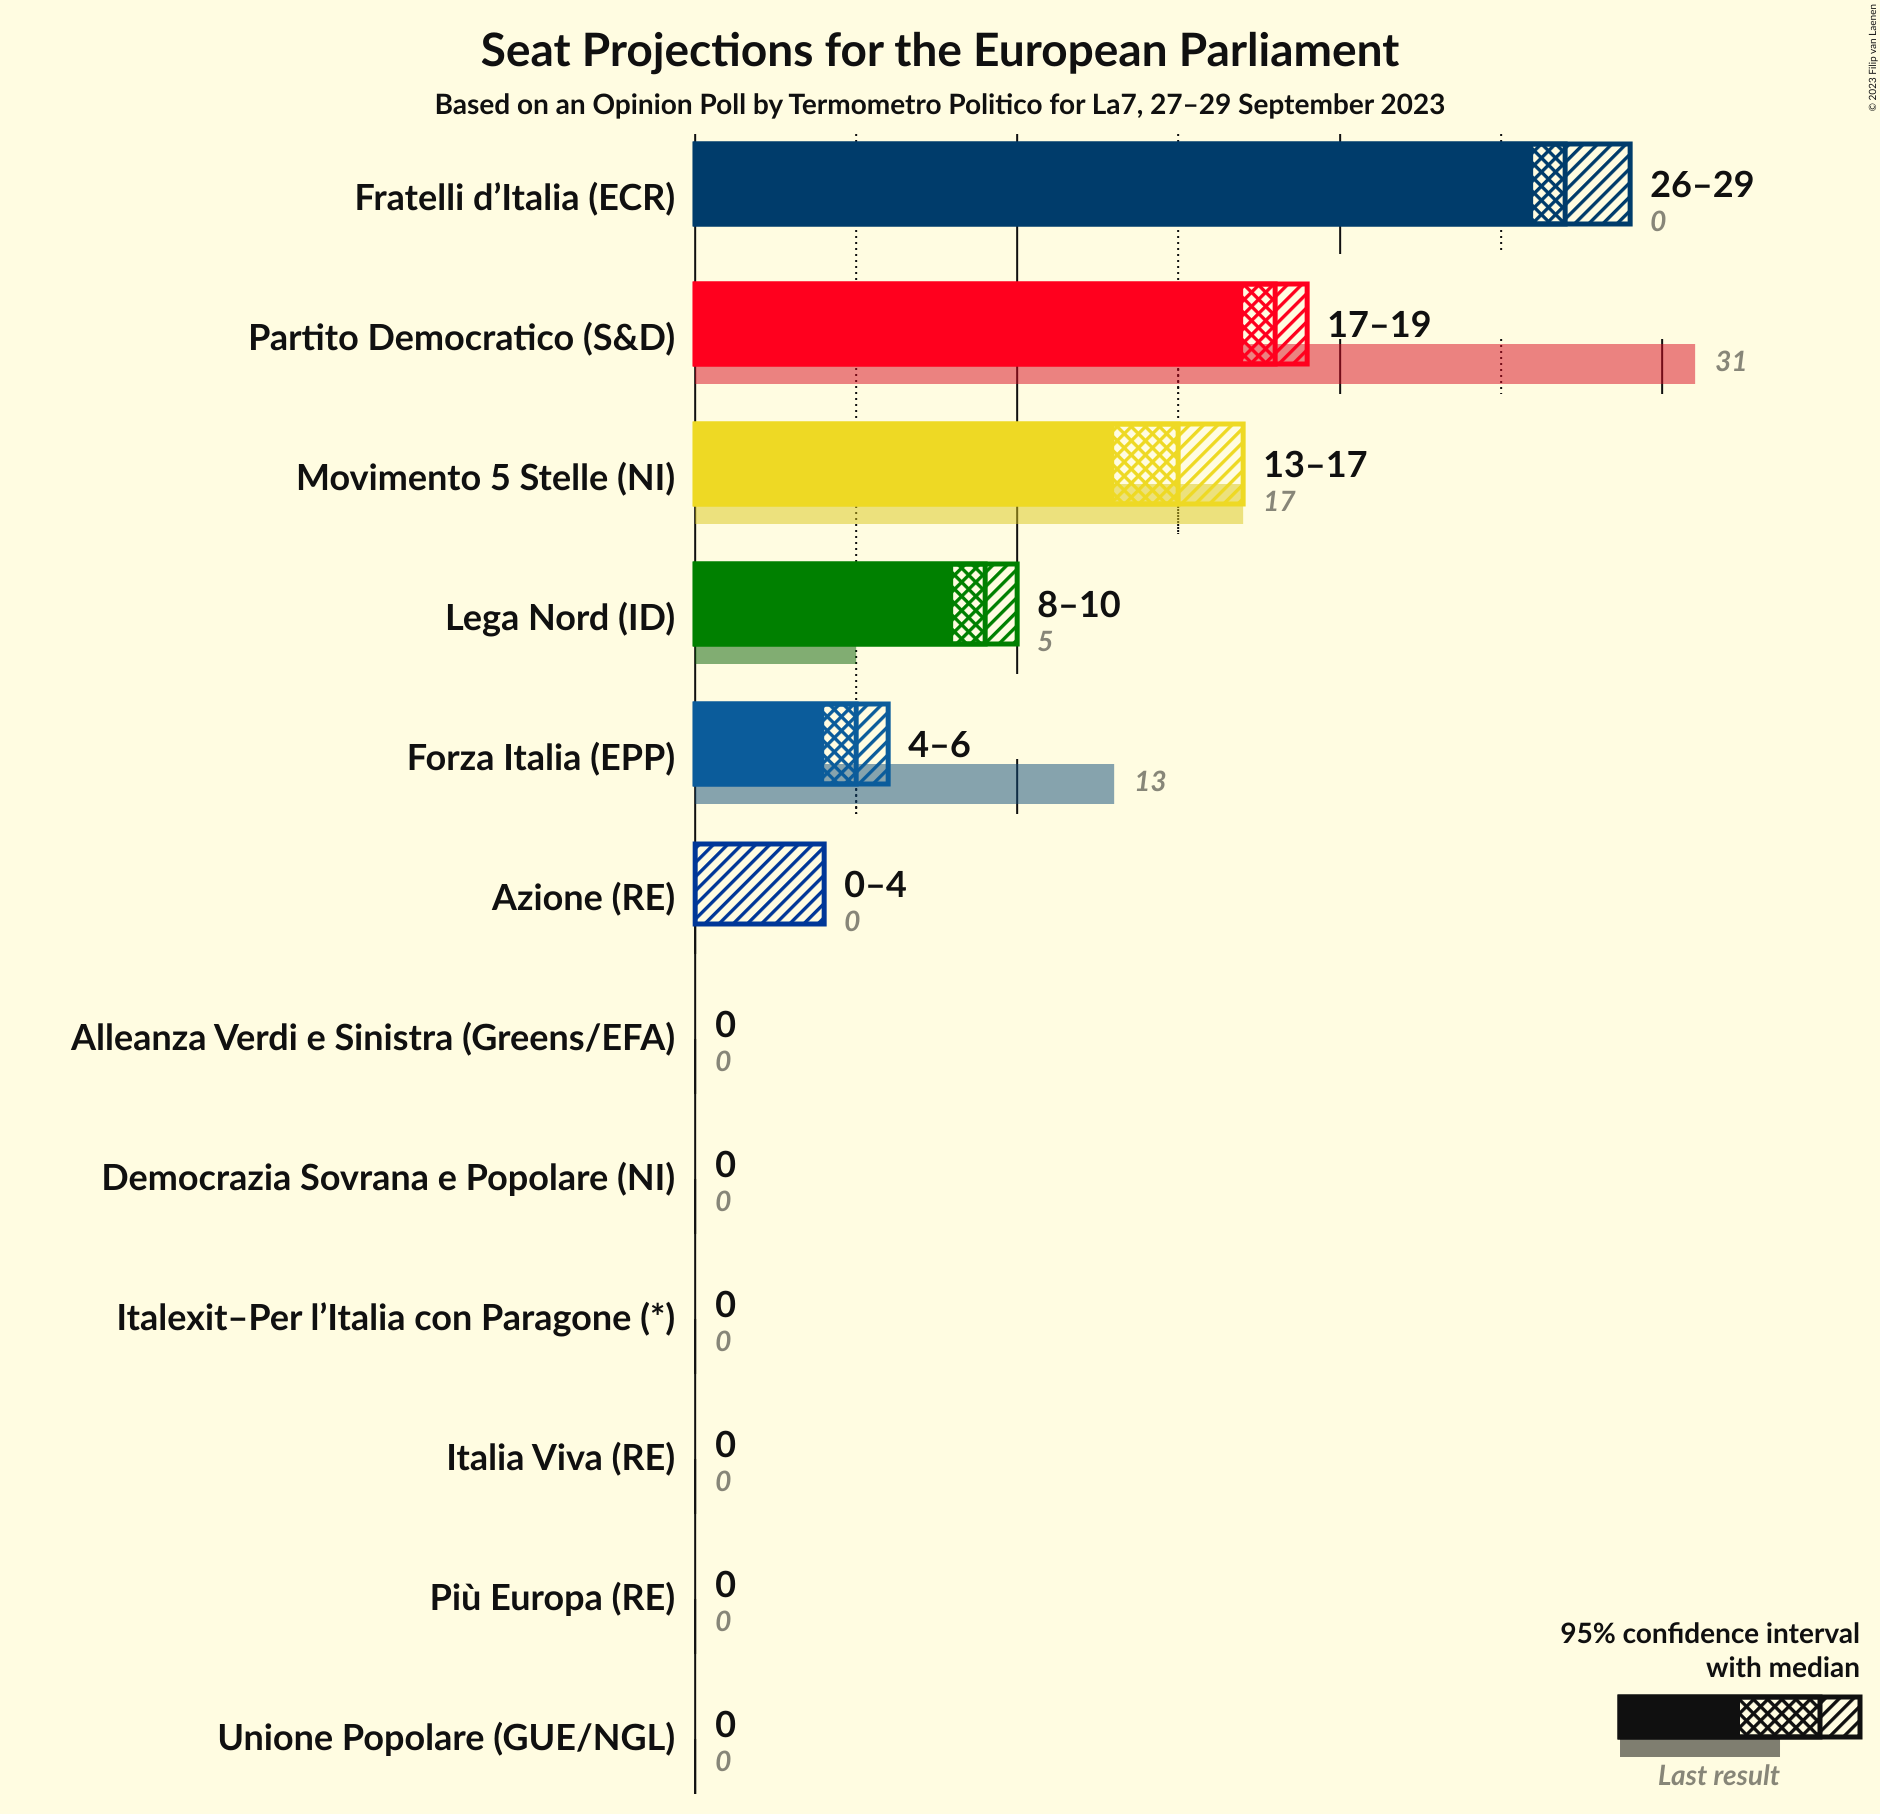 Seat Projections for the European Parliament
Based on an Opinion Poll by Termometro Politico for La7, 27–29 September 2023
© 2023 Filip van Laenen
Fratelli d’Italia (ECR)
26–29
0
Partito Democratico (S&D)
17–19
31
Movimento 5 Stelle (NI)
13–17
17
Lega Nord (ID)
8–10
5
Forza Italia (EPP)
4–6
13
Azione (RE)
0–4
0
Alleanza Verdi e Sinistra (Greens/EFA)
0
0
Democrazia Sovrana e Popolare (NI)
0
0
Italexit–Per l’Italia con Paragone (*)
0
0
Italia Viva (RE)
0
0
Più Europa (RE)
0
0
Unione Popolare (GUE/NGL)
0
0
95% confidence interval
with median
Last result